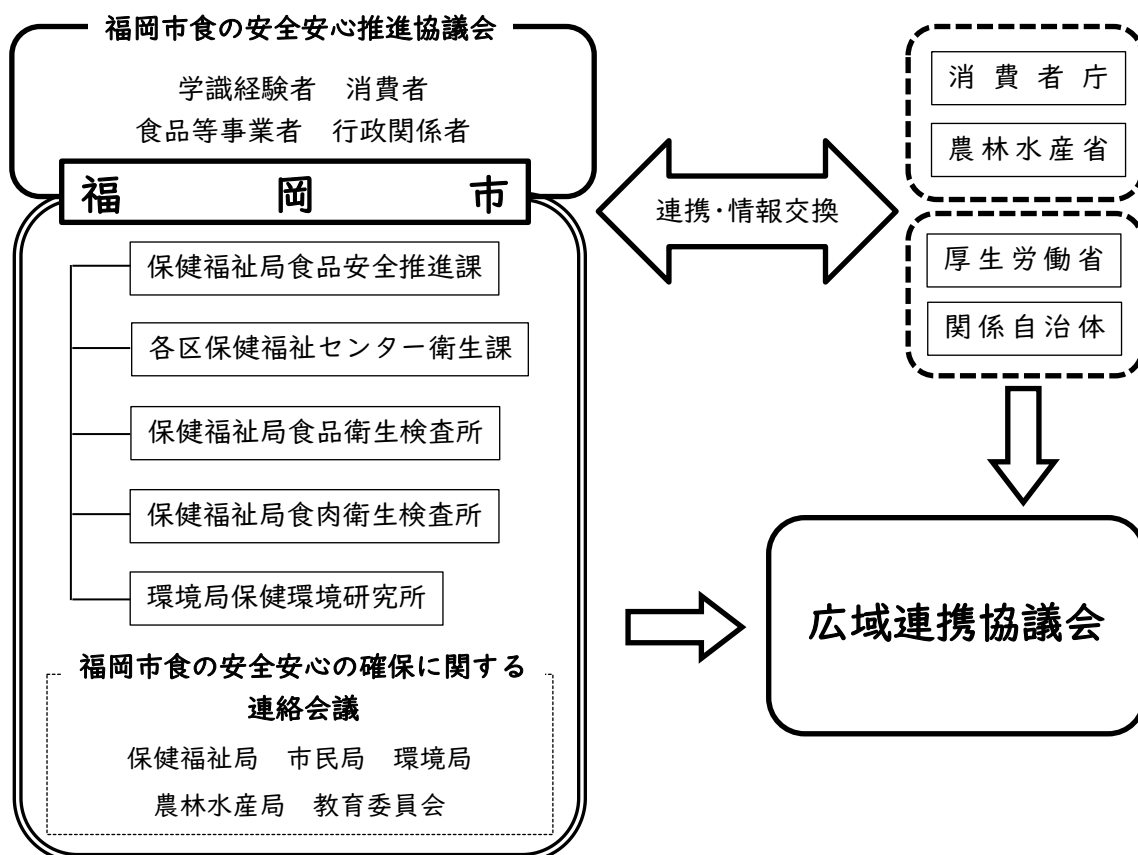 福岡市食の安全安心推進協議会
学識経験者　消費者
食品等事業者　行政関係者
福岡市
保健福祉局食品安全推進課
各区保健福祉センター衛生課
保健福祉局食品衛生検査所
保健福祉局食肉衛生検査所
環境局保健環境研究所
福岡市食の安全安心の確保に関する
連絡会議
保健福祉局　市民局　環境局
農林水産局　教育委員会
連携・情報交換
消費者庁
農林水産省
厚生労働省
関係自治体
広域連携協議会